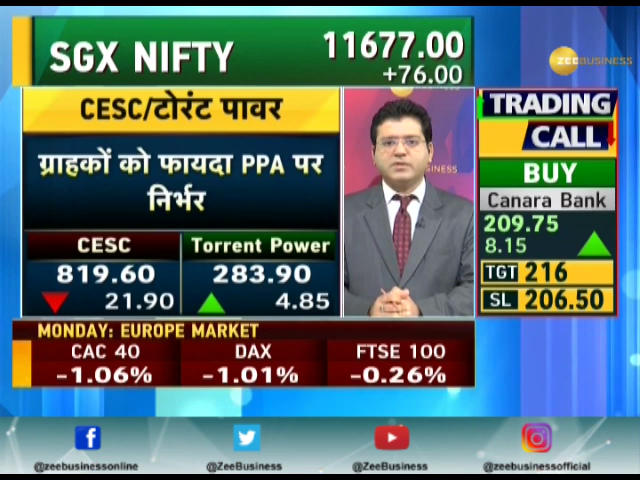 SGX NIFTY
11677.00
+76.00
ZEEBUSINESS
CESC/टोरंट पावर
ग्राहकों को फायदा PPA पर
निर्भर
CESC
819.60
21.90
Torrent Power
283.90
4.85
TRADING
CALL
BUY
Canara Bank
209.75
8.15
TGT 216
SL 206.50
MONDAY: EUROPE MARKET
CAC 40
-1.06%
DAX
-1.01%
FTSE 100
-0.26%
@zeebusinessonline
@ZeeBusiness
@ZeeBusiness
@zeebusinessofficial